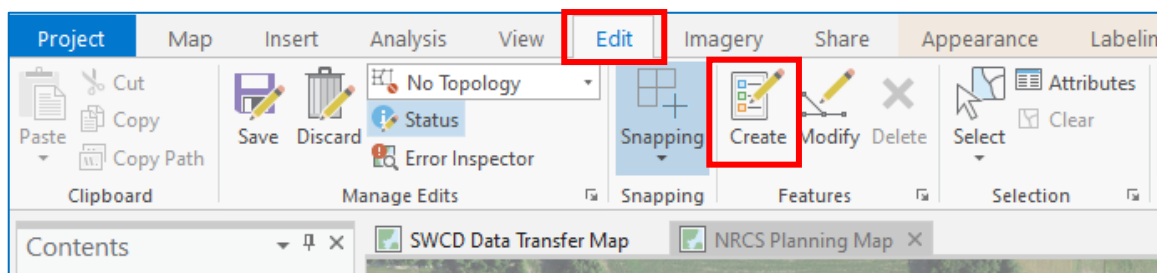 Project Map Insert Analysis View Edit Imagery Share Appearance Labelin
Paste
Cut
Copy
Copy Path
Clipboard
Save Discard
No Topology
Status
Error Inspector
Manage Edits
Snapping
Snapping
Create Modify Delete
Features
Select
Attributes
Clear
Selection
Contents
SWCD Data Transfer Map NRCS Planning Map